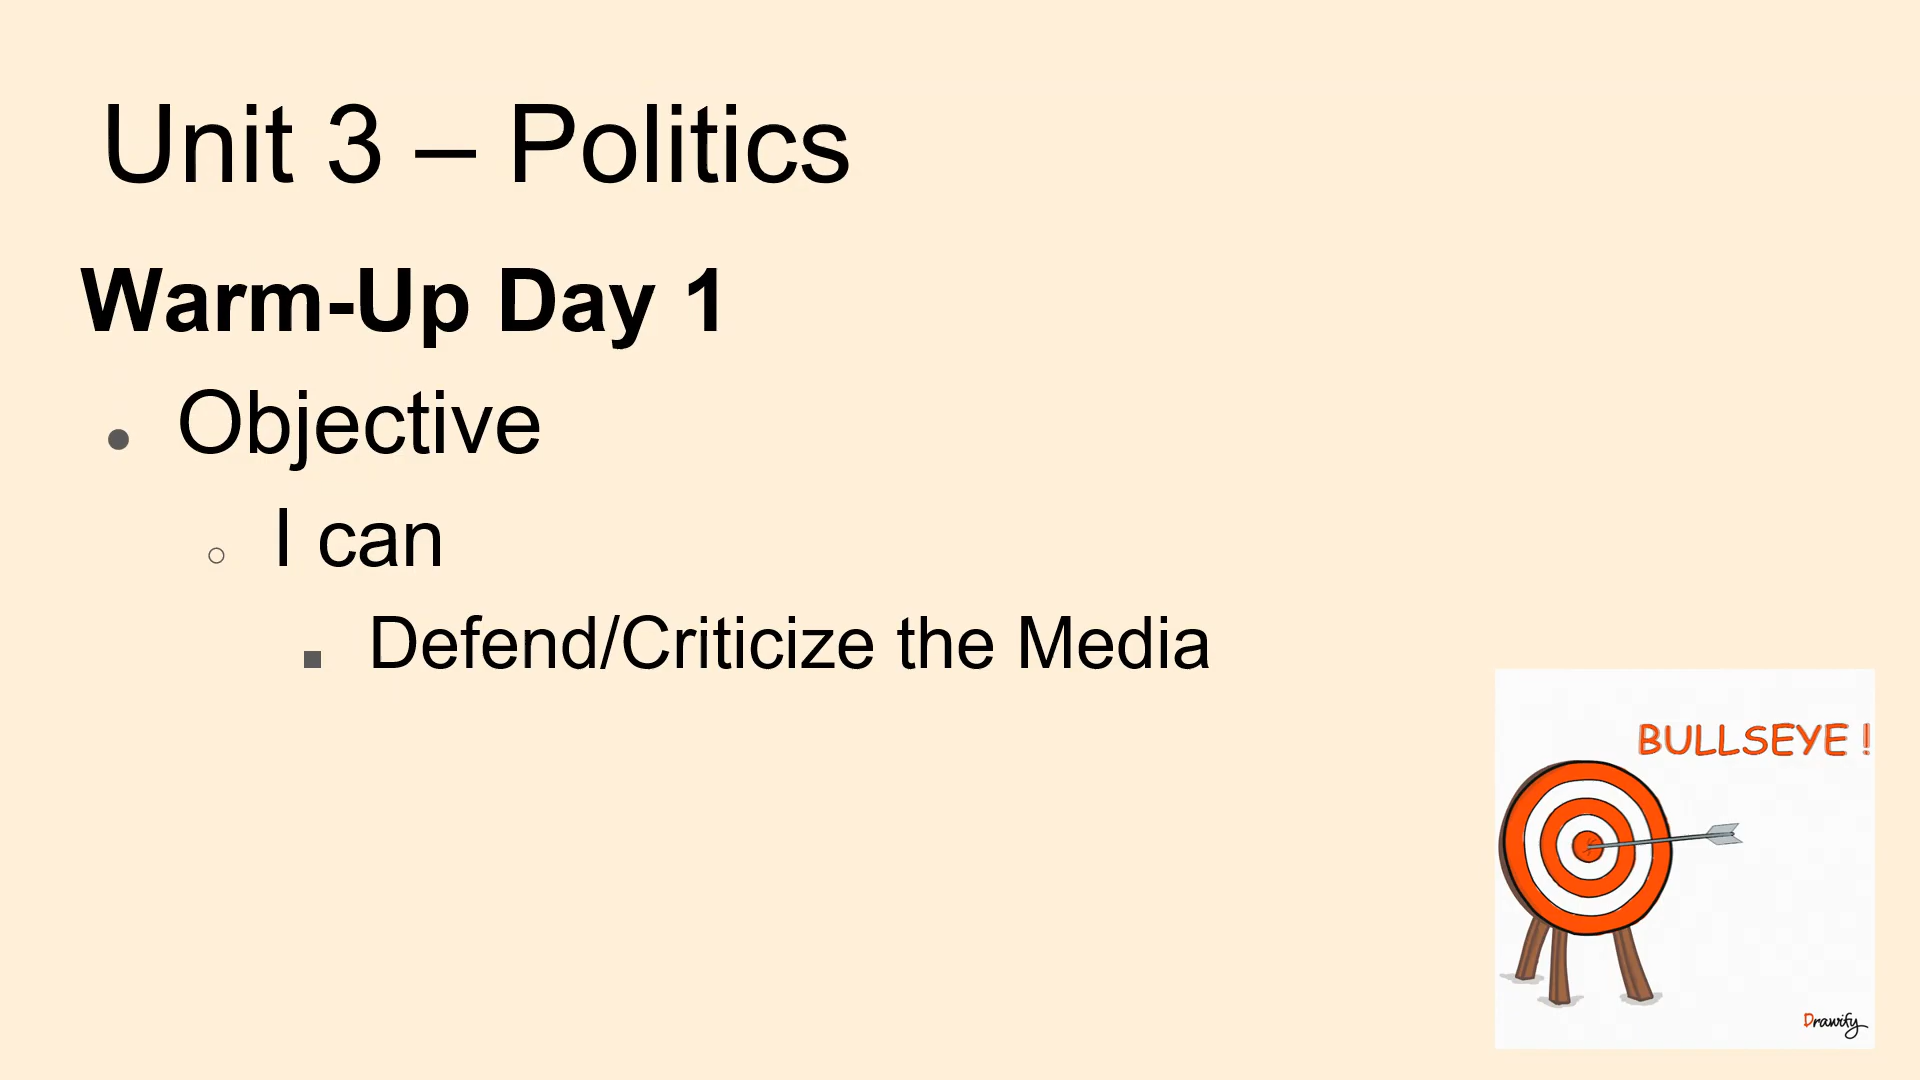 Unit 3 – Politics
Warm-Up Day 1
Objective
I can
Defend/Criticize the Media
BULLSEYE !
Drawify